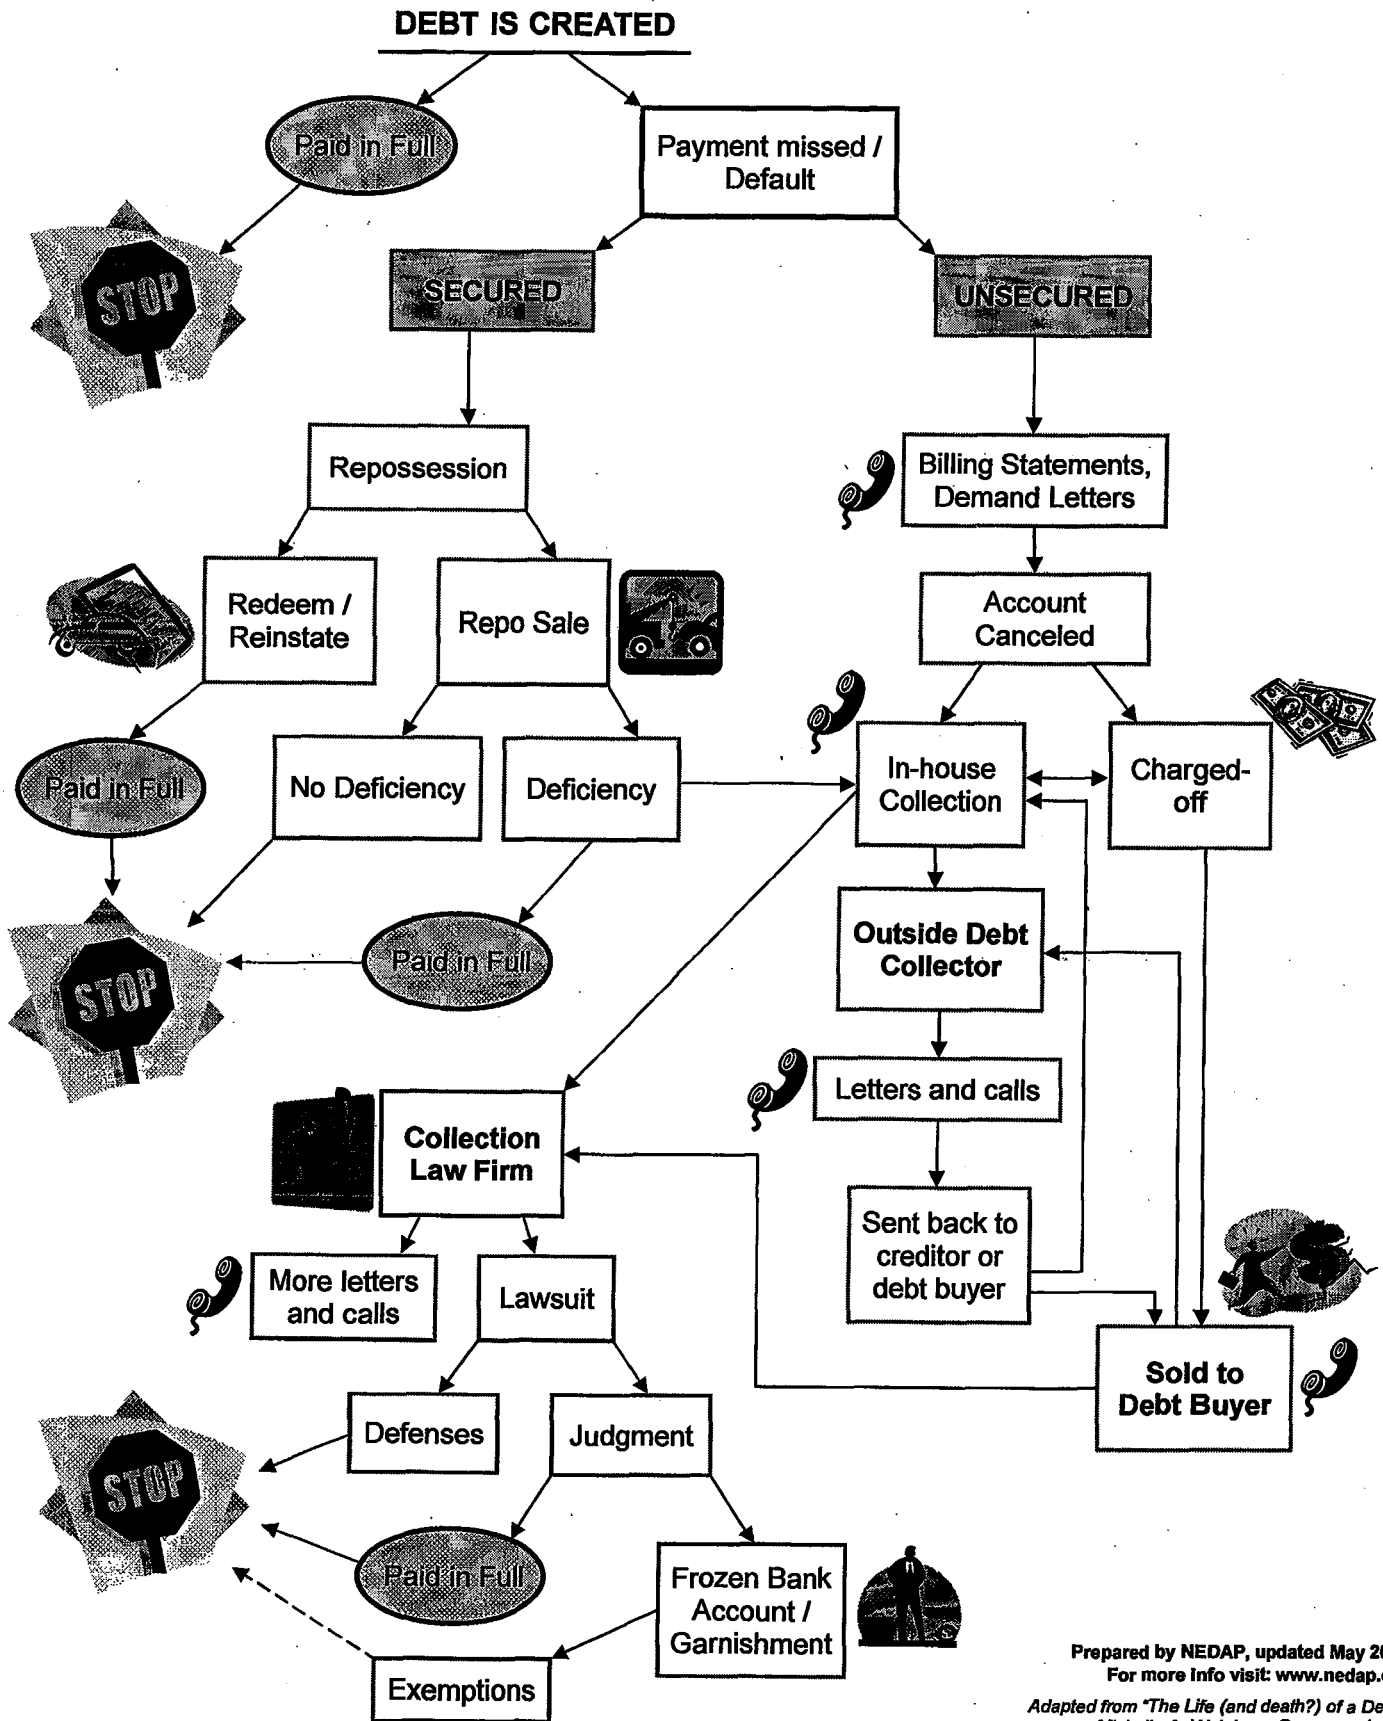 DEBT IS CREATED
Paid in Full
Payment missed /
Default
STOP
SECURED
UNSECURED
Repossession
Billing Statements,
Demand Letters
Redeem /
Reinstate
Repo Sale
Account
Canceled
Paid in Full
No Deficiency
Deficiency
In-house
Collection
Charged-
off
STOP
Paid in Full
Outside Debt
Collector
Letters and calls
Collection
Law Firm
Sent back to
creditor or
debt buyer
More letters
and calls
Lawsuit
Sold to
Debt Buyer
Defenses
Judgment
STOP
Paid in Full
Frozen Bank
Account /
Garnishment
Exemptions
Prepared by NEDAP, updated May
For more info visit: www.nedap.
Adapted from "The Life (and death?) of a